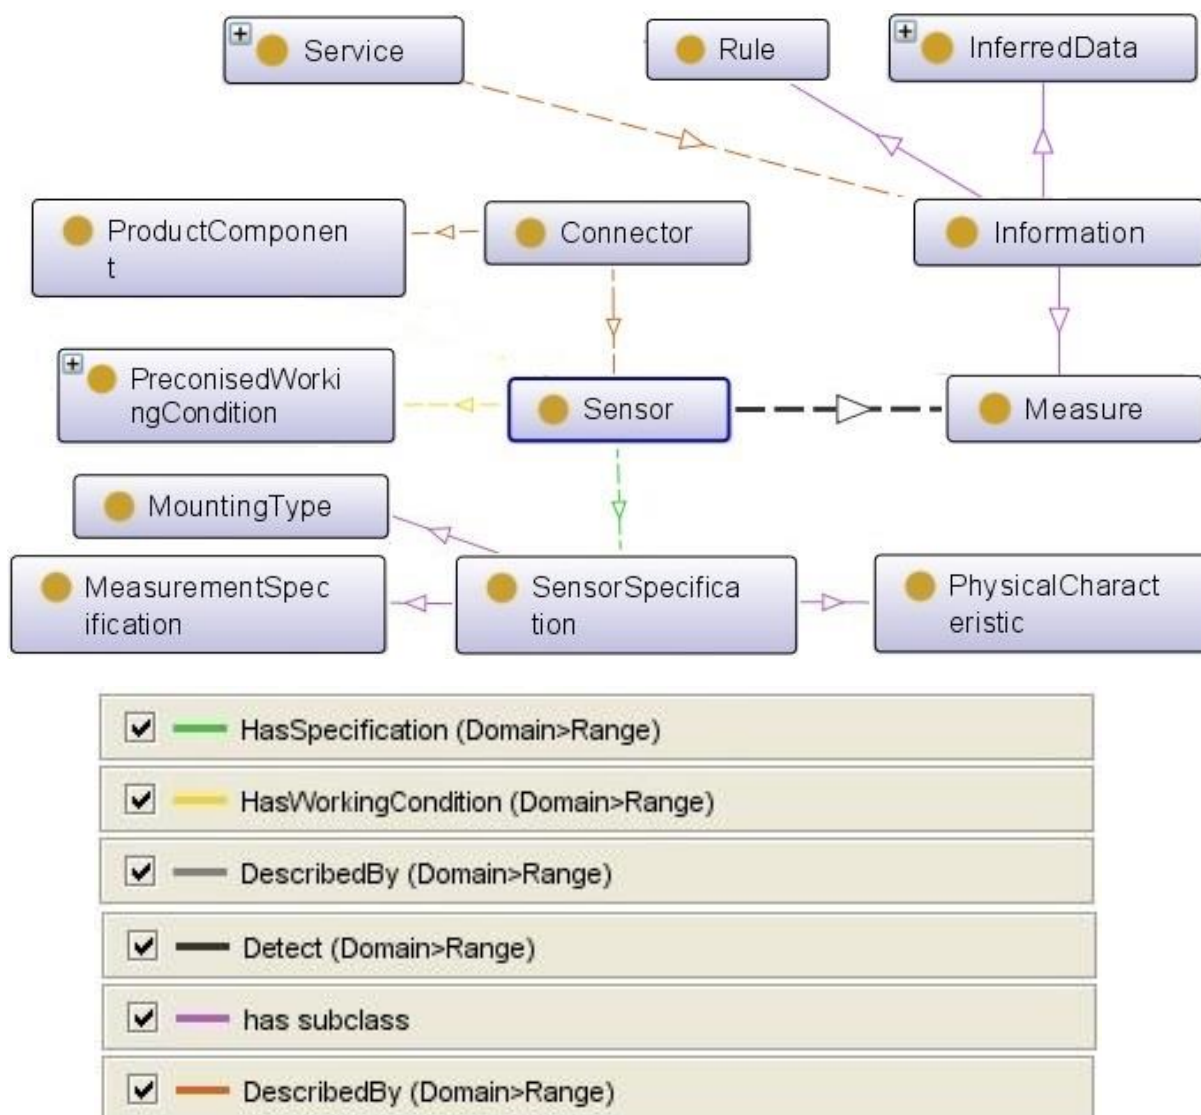 Service
Rule
InferredData
ProductComponen
t
Connector
Information
PreconisedWorki
ngCondition
Sensor
Measure
MountingType
MeasurementSpec
ification
SensorSpecifica
tion
PhysicalCharact
eristic
HasSpecification (Domain>Range)
HasWorkingCondition (Domain>Range)
DescribedBy (Domain>Range)
Detect (Domain>Range)
has subclass
DescribedBy (Domain>Range)